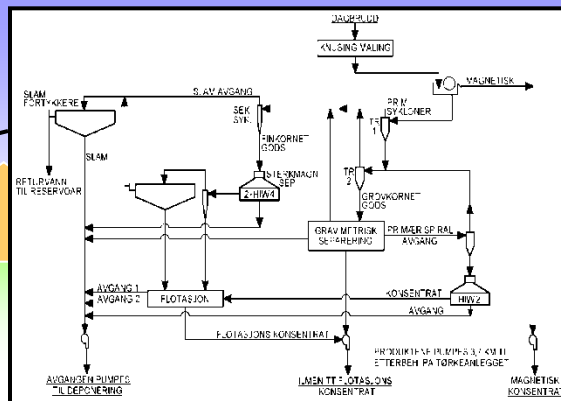 DAGBRUDD
KNUSING MALING
MAGNETISK
SLAM AVGANG
SLAM
FORTYKKERE
SEK.
SYK.
PRIM.
SYKLONER
TR
1
FINKORNET
GODS
SLAM
RETURVANN
TIL RESERVOAR
STERKMAGN
SEP
2×HIW4
TR
2
GROVKORNET
GODS
GRAVIMETRISK
SEPARERING
PRIMÆR SPIRAL
AVGANG
AVGANG 1
AVGANG 2
FLOTASJON
KONSENTRAT
HIW2
AVGANG
FLOTASJONS KONSENTRAT
PRODUKTENE PUMPES 3,7 KM TIL
ETTERBEH. PÅ TØRKEANLEGGET
AVGANGEN PUMPES
TIL DEPONERING
ILMENITT FLOTASJONS
KONSENTRAT
MAGNETISK
KONSENTRAT